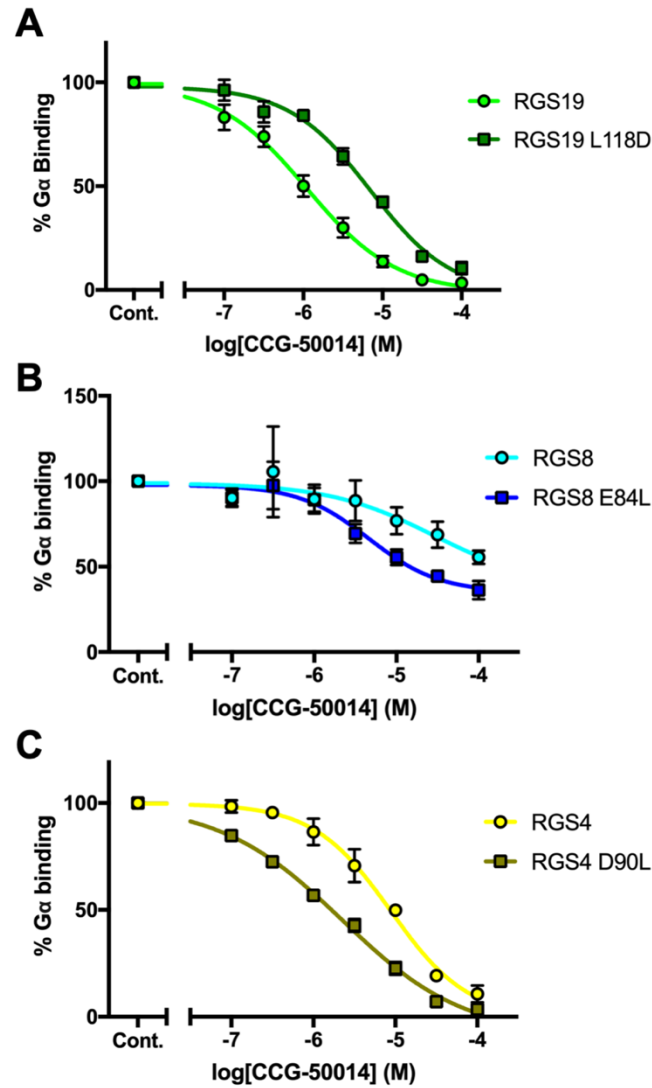 A
% Gα Binding
100
50
0
Cont.
-7
-6
-5
-4
log[CCG-50014] (M)
RGS19
RGS19 L118D
B
% Gα binding
150
100
50
0
Cont.
-7
-6
-5
-4
log[CCG-50014] (M)
RGS8
RGS8 E84L
C
% Gα binding
100
50
0
Cont.
-7
-6
-5
-4
log[CCG-50014] (M)
RGS4
RGS4 D90L